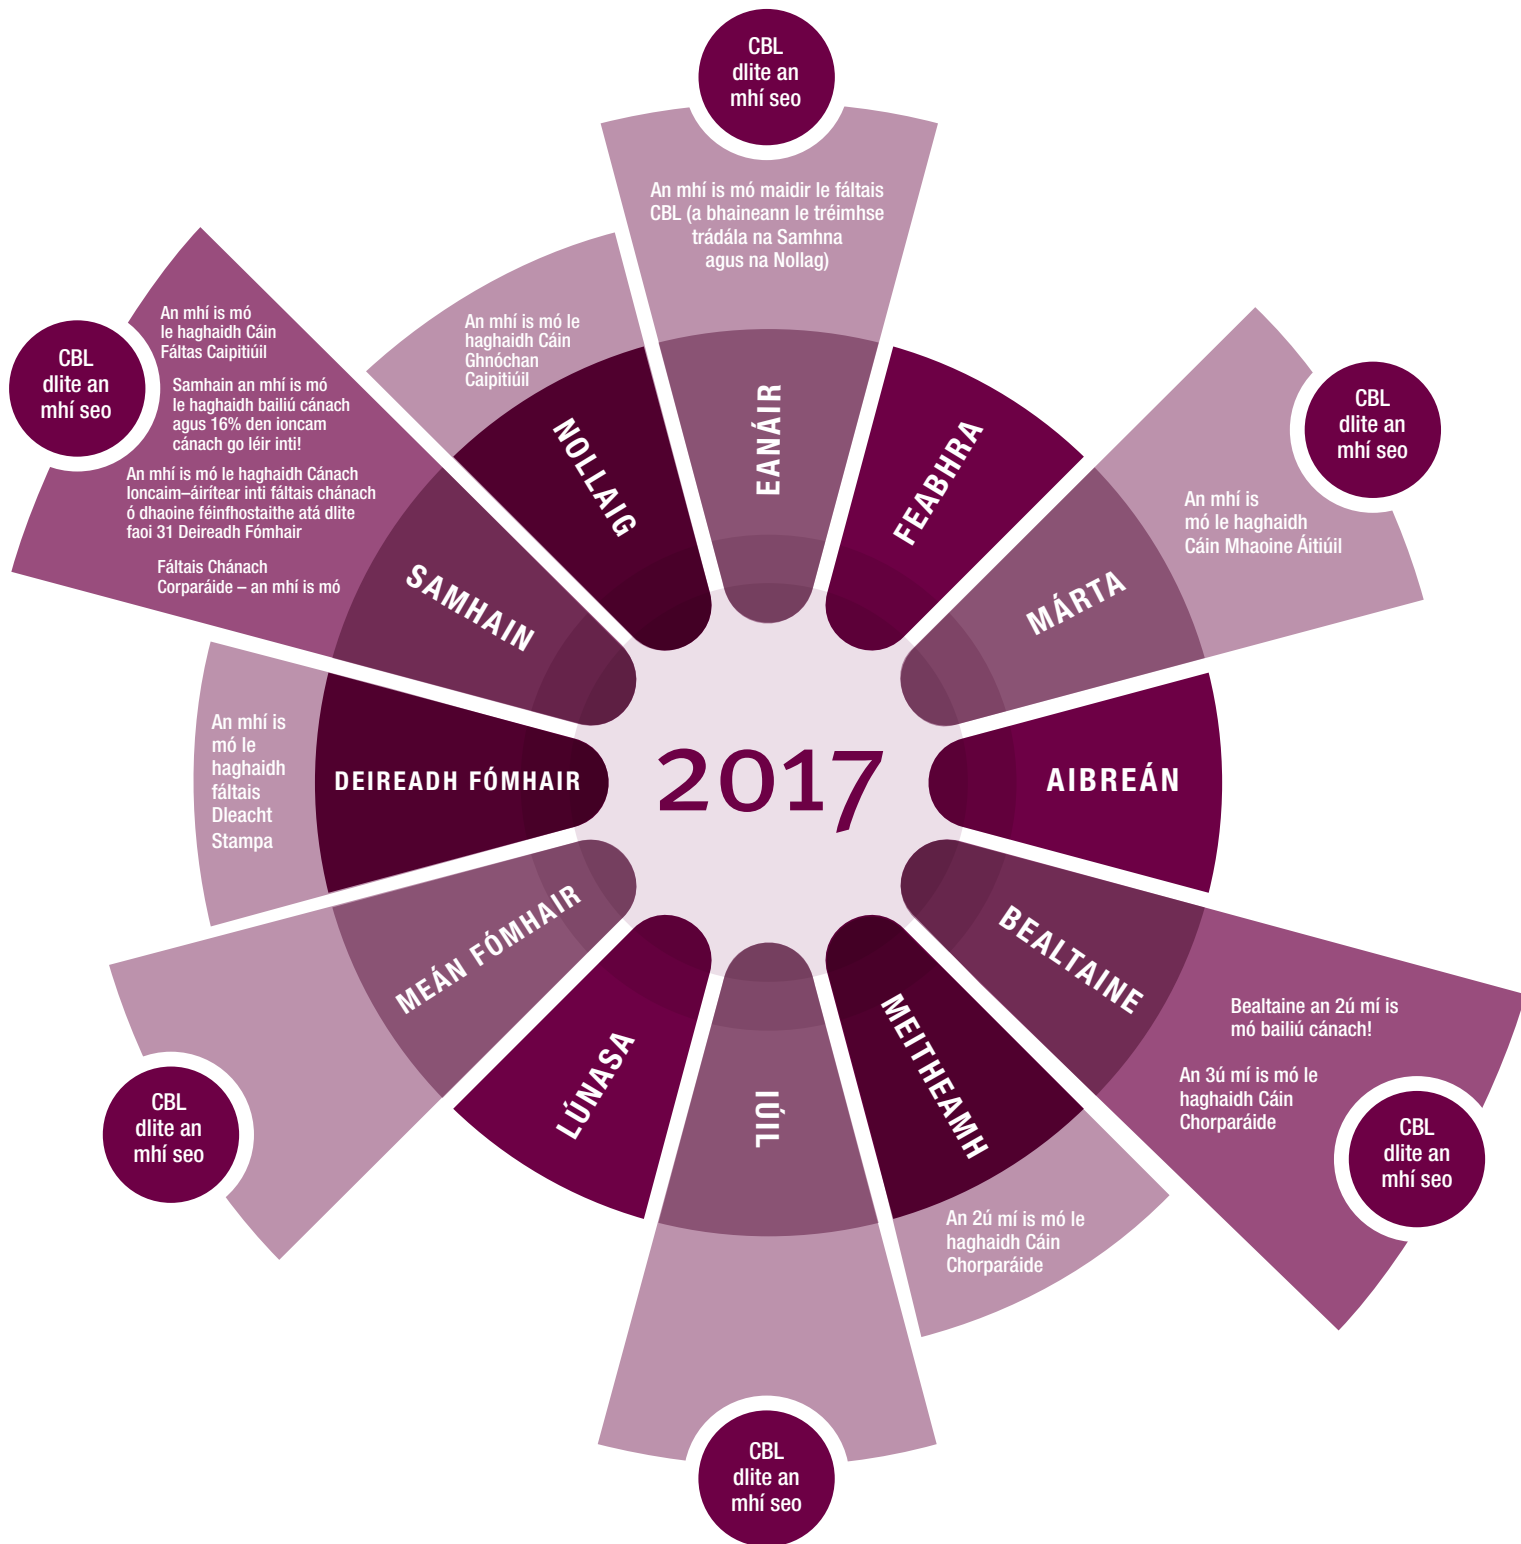 2017
EANÁIR
CBL
dlite an
mhí seo
An mhí is mó maidir le fáltais
CBL (a bhaineann le tréimhse
trádála na Samhna
agus na Nollag)
FEABHRA
MÁRTA
CBL
dlite an
mhí seo
An mhí is
mó le haghaidh
Cáin Mhaoine Áitiúil
AIBREÁN
BEALTAINE
Bealtaine an 2ú mí is
mó bailiú cánach!
An 3ú mí is mó le
haghaidh Cáin
Chorparáide
CBL
dlite an
mhí seo
MEITHEAMH
An 2ú mí is mó le
haghaidh Cáin
Chorparáide
IÚIL
CBL
dlite an
mhí seo
LÚNASA
MEÁN FÓMHAIR
CBL
dlite an
mhí seo
DEIREADH FÓMHAIR
An mhí is
mó le
haghaidh
fáltais
Dleacht
Stampa
SAMHAIN
CBL
dlite an
mhí seo
An mhí is mó
le haghaidh Cáin
Fáltas Caipitiúil
Samhain an mhí is mó
le haghaidh bailiú cánach
agus 16% den ioncam
cánach go léir inti!
An mhí is mó le haghaidh Cánach
Ioncaim–áirítear inti fáltais chánach
ó dhaoine féinfhostaithe atá dlite
faoi 31 Deireadh Fómhair
Fáltais Chánach
Corparáide – an mhí is mó
NOLLAIG
An mhí is mó le
haghaidh Cáin
Ghnóchan
Caipitiúil